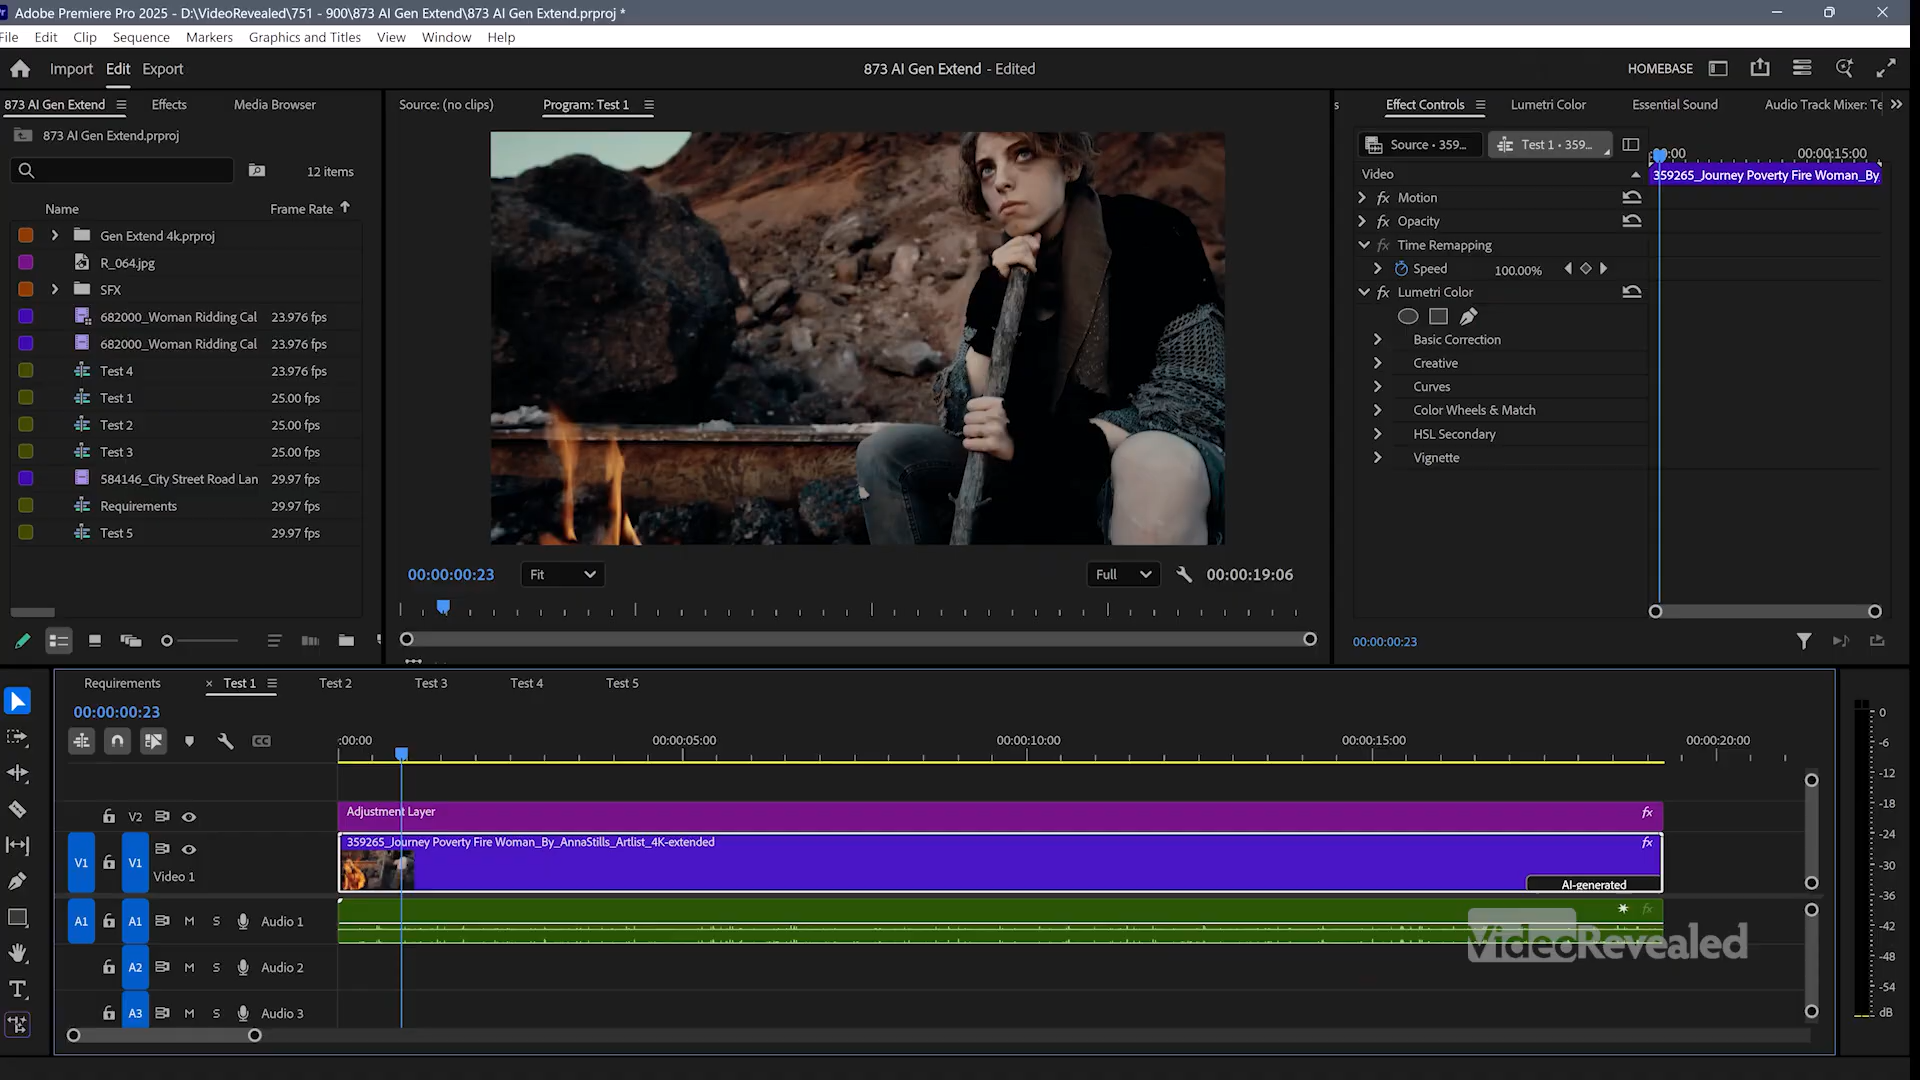 Adobe Premiere Pro 2025 - D:\VideoRevealed\751 - 900\873 AI Gen Extend\873 AI Gen Extend.prproj *
File Edit Clip Sequence Markers Graphics and Titles View Window Help
Import Edit Export
873 AI Gen Extend - Edited
HOMEBASE
873 AI Gen Extend Effects Media Browser
873 AI Gen Extend.prproj
12 items
Name Frame Rate
Gen Extend 4k.prproj
R_064.jpg
SFX
682000_Woman Ridding Cal 23.976 fps
682000_Woman Ridding Cal 23.976 fps
Test 4 23.976 fps
Test 1 25.00 fps
Test 2 25.00 fps
Test 3 25.00 fps
584146_City Street Road Lan 29.97 fps
Requirements 29.97 fps
Test 5 29.97 fps
Source: (no clips) Program: Test 1
00:00:00:23 Fit Full 00:00:19:06
Effect Controls Lumetri Color Essential Sound Audio Track Mixer: Te
Source • 359... Test 1 • 359... :00:00 00:00:15:00
Video 359265_Journey Poverty Fire Woman_By_
fx Motion
fx Opacity
fx Time Remapping
Speed 100.00%
fx Lumetri Color
Basic Correction
Creative
Curves
Color Wheels & Match
HSL Secondary
Vignette
00:00:00:23
Requirements × Test 1 Test 2 Test 3 Test 4 Test 5
00:00:00:23
CC
:00:00 00:00:05:00 00:00:10:00 00:00:15:00 00:00:20:00
V2 Adjustment Layer fx
V1 V1 Video 1 359265_Journey Poverty Fire Woman_By_AnnaStills_Artlist_4K-extended fx
AI-generated
A1 A1 M S Audio 1 fx
A2 M S Audio 2
A3 M S Audio 3
VideoRevealed
0
-6
-12
-18
-24
-30
-36
-42
-48
-54
dB